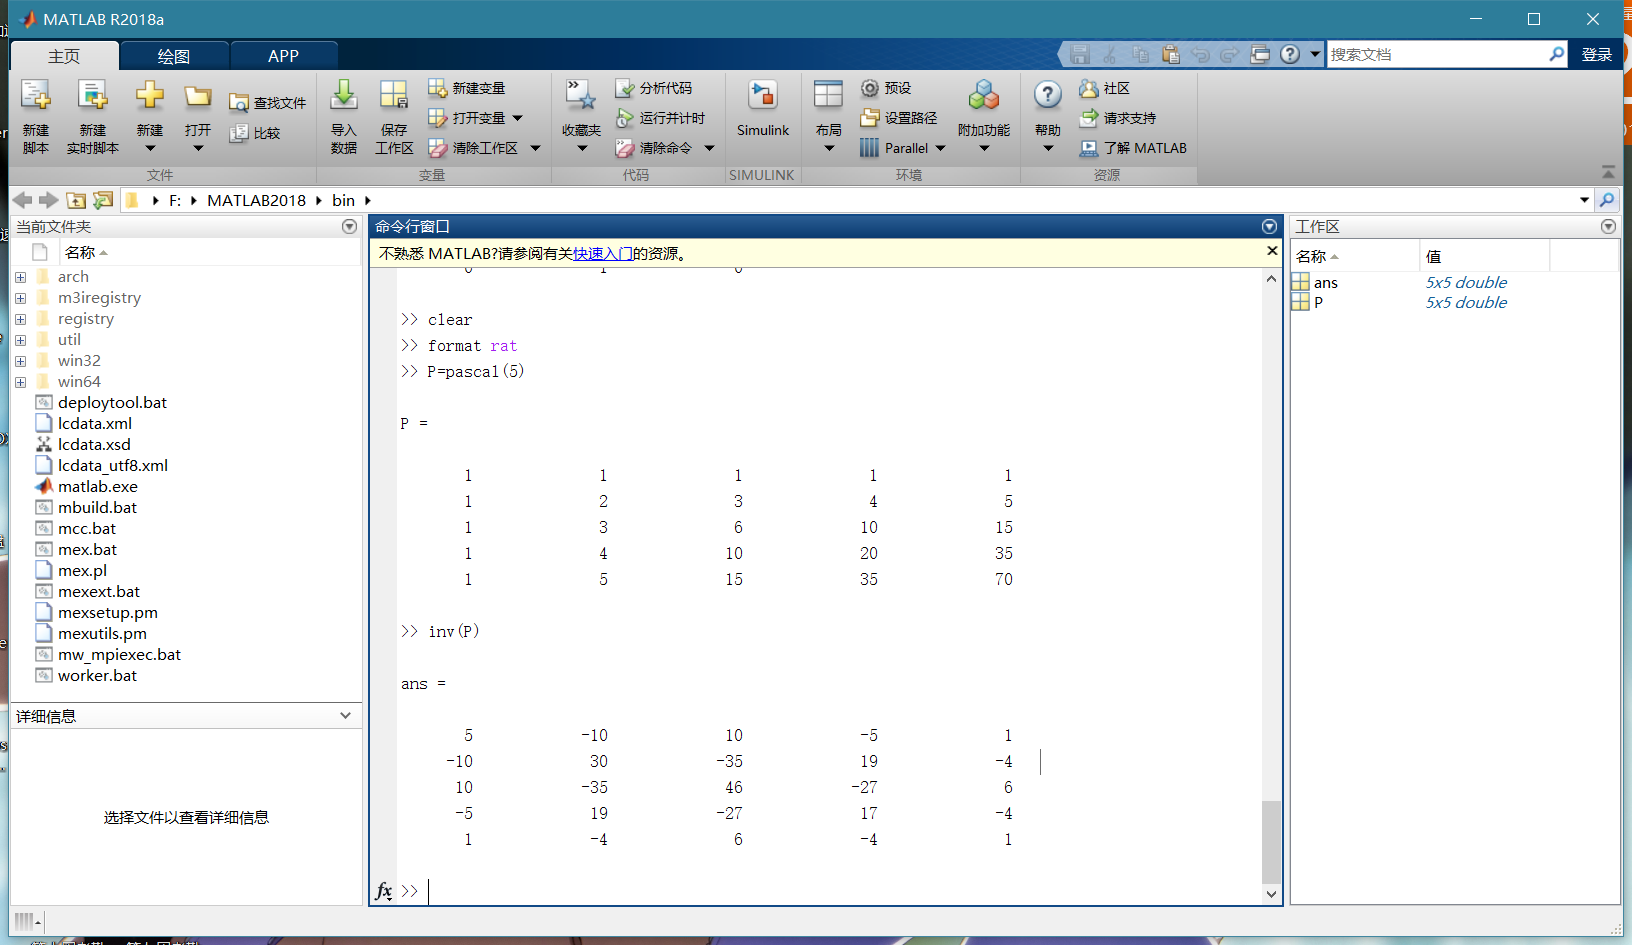 MATLAB R2018a
主页 绘图 APP
搜索文档 登录
新建脚本 新建实时脚本 新建 打开 查找文件 比较
导入数据 保存工作区 新建变量 打开变量 清除工作区
收藏夹 分析代码 运行并计时 清除命令
Simulink
布局 预设 设置路径 Parallel 附加功能
帮助 社区 请求支持 了解 MATLAB
文件 变量 代码 SIMULINK 环境 资源
F: MATLAB2018 bin
当前文件夹
名称
arch
m3iregistry
registry
util
win32
win64
deploytool.bat
lcdata.xml
lcdata.xsd
lcdata_utf8.xml
matlab.exe
mbuild.bat
mcc.bat
mex.bat
mex.pl
mexext.bat
mexsetup.pm
mexutils.pm
mw_mpiexec.bat
worker.bat
详细信息
选择文件以查看详细信息
命令行窗口
不熟悉 MATLAB?请参阅有关快速入门的资源。
0 1 0
>> clear
>> format rat
>> P=pascal(5)
P =
1 1 1 1 1
1 2 3 4 5
1 3 6 10 15
1 4 10 20 35
1 5 15 35 70
>> inv(P)
ans =
5 -10 10 -5 1
-10 30 -35 19 -4
10 -35 46 -27 6
-5 19 -27 17 -4
1 -4 6 -4 1
fx >>
工作区
名称 值
ans 5x5 double
P 5x5 double